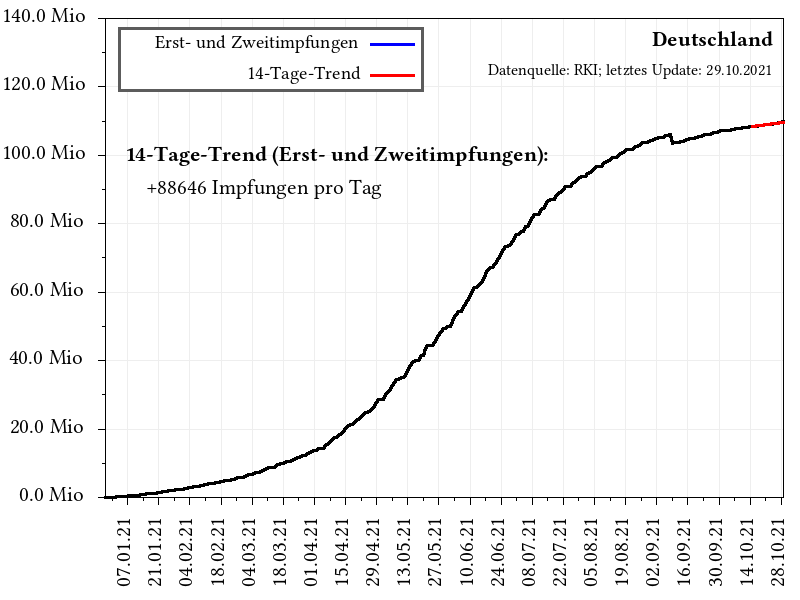 140.0 Mio
120.0 Mio
100.0 Mio
80.0 Mio
60.0 Mio
40.0 Mio
20.0 Mio
0.0 Mio
Erst- und Zweitimpfungen
14-Tage-Trend
Deutschland
Datenquelle: RKI; letztes Update: 29.10.2021
14-Tage-Trend (Erst- und Zweitimpfungen):
+88646 Impfungen pro Tag
07.01.21
21.01.21
04.02.21
18.02.21
04.03.21
18.03.21
01.04.21
15.04.21
29.04.21
13.05.21
27.05.21
10.06.21
24.06.21
08.07.21
22.07.21
05.08.21
19.08.21
02.09.21
16.09.21
30.09.21
14.10.21
28.10.21